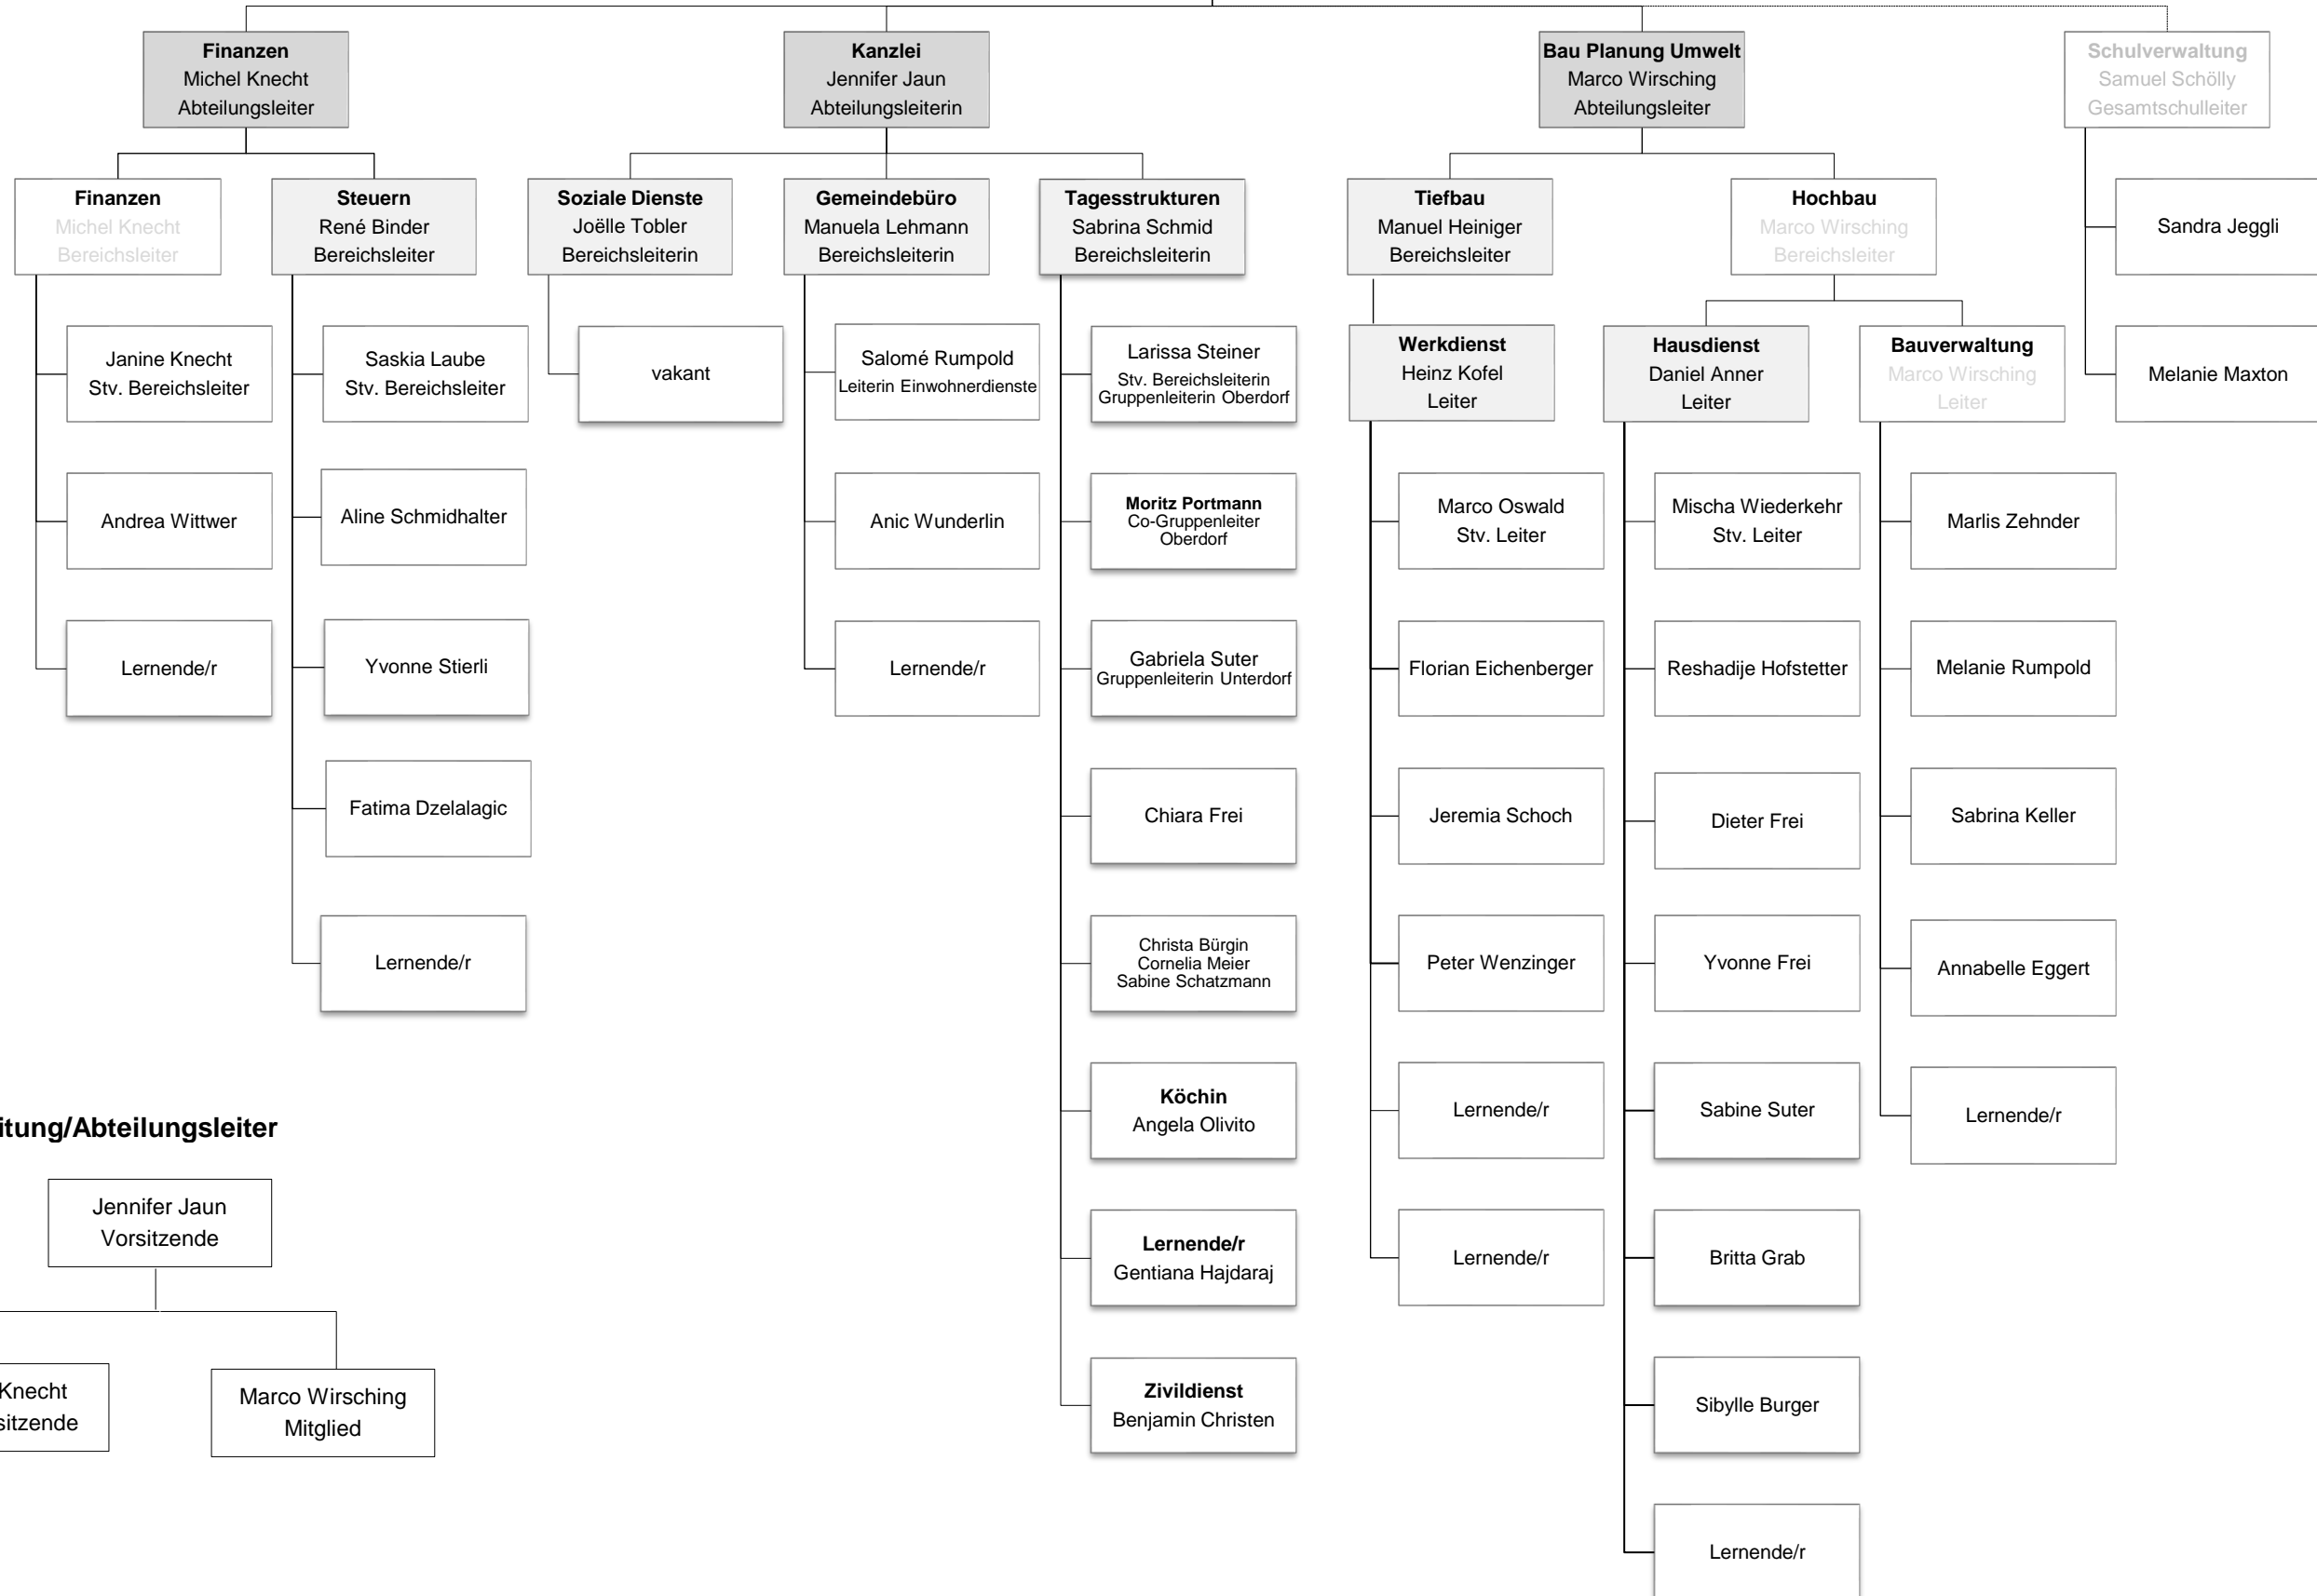 Finanzen
Michel Knecht
Abteilungsleiter
Kanzlei
Jennifer Jaun
Abteilungsleiterin
Bau Planung Umwelt
Marco Wirsching
Abteilungsleiter
Schulverwaltung
Samuel Schölly
Gesamtschulleiter
Finanzen
Michel Knecht
Bereichsleiter
Steuern
René Binder
Bereichsleiter
Soziale Dienste
Joëlle Tobler
Bereichsleiterin
Gemeindebüro
Manuela Lehmann
Bereichsleiterin
Tagesstrukturen
Sabrina Schmid
Bereichsleiterin
Tiefbau
Manuel Heiniger
Bereichsleiter
Hochbau
Marco Wirsching
Bereichsleiter
Sandra Jeggli
Janine Knecht
Stv. Bereichsleiter
Saskia Laube
Stv. Bereichsleiter
vakant
Salomé Rumpold
Leiterin Einwohnerdienste
Larissa Steiner
Stv. Bereichsleiterin
Gruppenleiterin Oberdorf
Werkdienst
Heinz Kofel
Leiter
Hausdienst
Daniel Anner
Leiter
Bauverwaltung
Marco Wirsching
Leiter
Melanie Maxton
Andrea Wittwer
Aline Schmidhalter
Anic Wunderlin
Moritz Portmann
Co-Gruppenleiter
Oberdorf
Marco Oswald
Stv. Leiter
Mischa Wiederkehr
Stv. Leiter
Marlis Zehnder
Lernende/r
Yvonne Stierli
Lernende/r
Gabriela Suter
Gruppenleiterin Unterdorf
Florian Eichenberger
Reshadije Hofstetter
Melanie Rumpold
Fatima Dzelalagic
Chiara Frei
Jeremia Schoch
Dieter Frei
Sabrina Keller
Lernende/r
Christa Bürgin
Cornelia Meier
Sabine Schatzmann
Peter Wenzinger
Yvonne Frei
Annabelle Eggert
Köchin
Angela Olivito
Lernende/r
Sabine Suter
Lernende/r
itung/Abteilungsleiter
Jennifer Jaun
Vorsitzende
Lernende/r
Gentiana Hajdaraj
Lernende/r
Britta Grab
Knecht
sitzende
Marco Wirsching
Mitglied
Zivildienst
Benjamin Christen
Sibylle Burger
Lernende/r